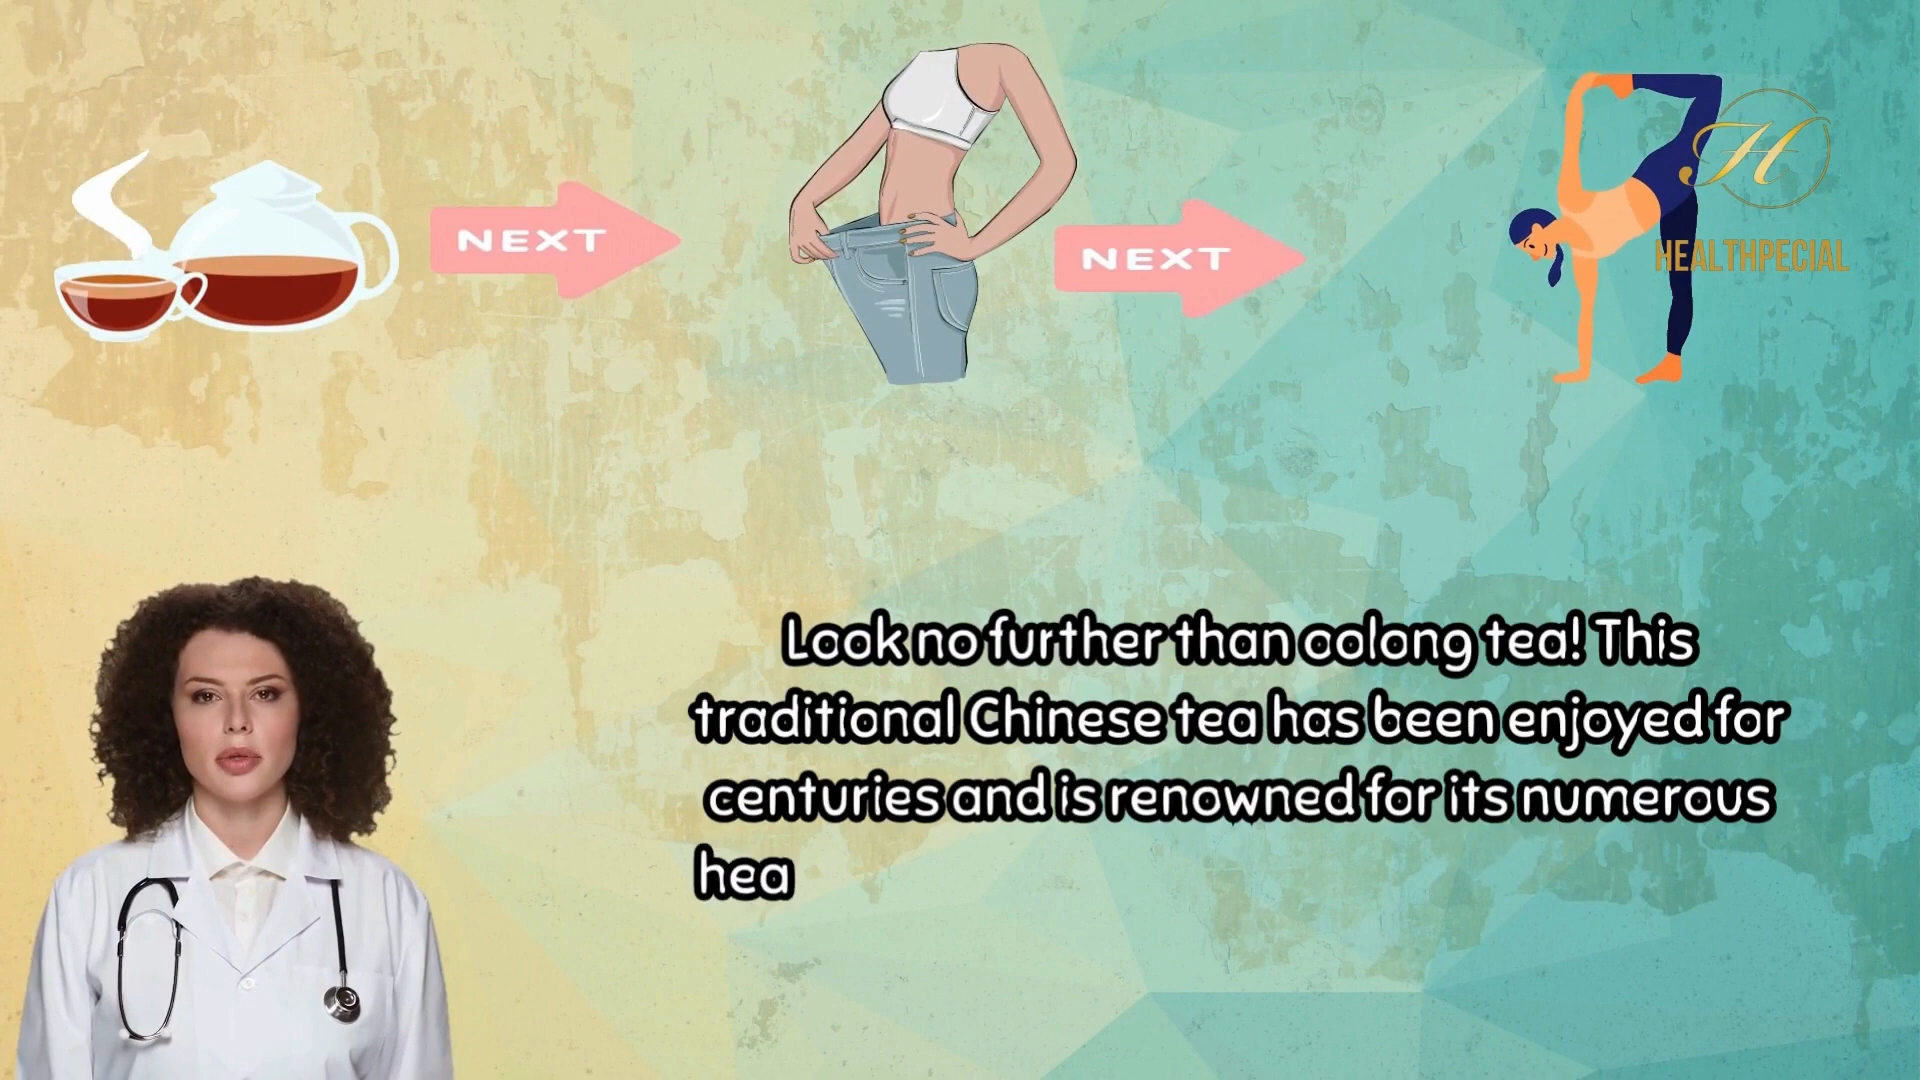 NEXT
NEXT
H
HEALTHPECIAL
Look no further than oolong tea! This
traditional Chinese tea has been enjoyed for
centuries and is renowned for its numerous
hea